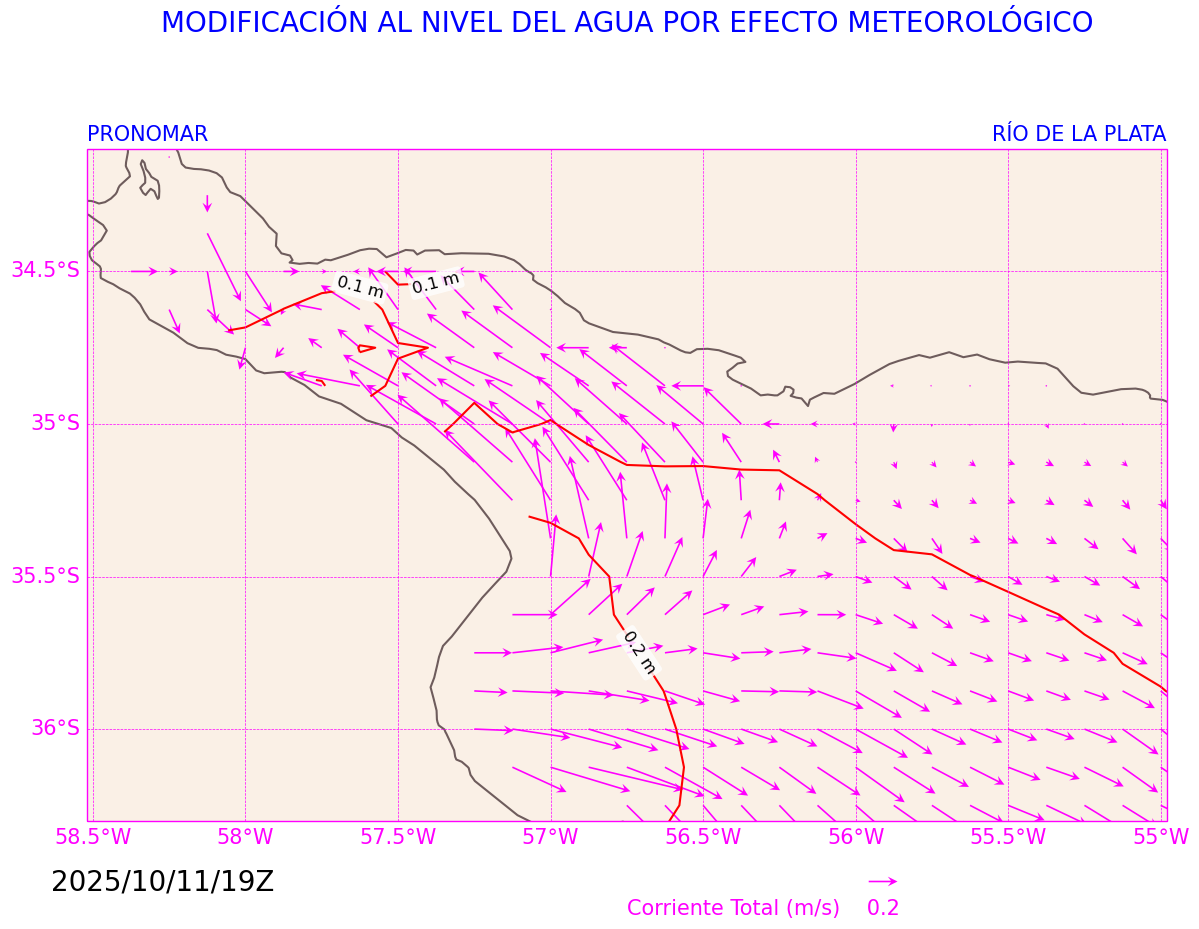 MODIFICACIÓN AL NIVEL DEL AGUA POR EFECTO METEOROLÓGICO
PRONOMAR
RÍO DE LA PLATA
34.5°S
0.1 m
0.1 m
35°S
35.5°S
0.2 m
36°S
58.5°W 58°W 57.5°W 57°W 56.5°W 56°W 55.5°W 55°W
2025/10/11/19Z
Corriente Total (m/s) 0.2